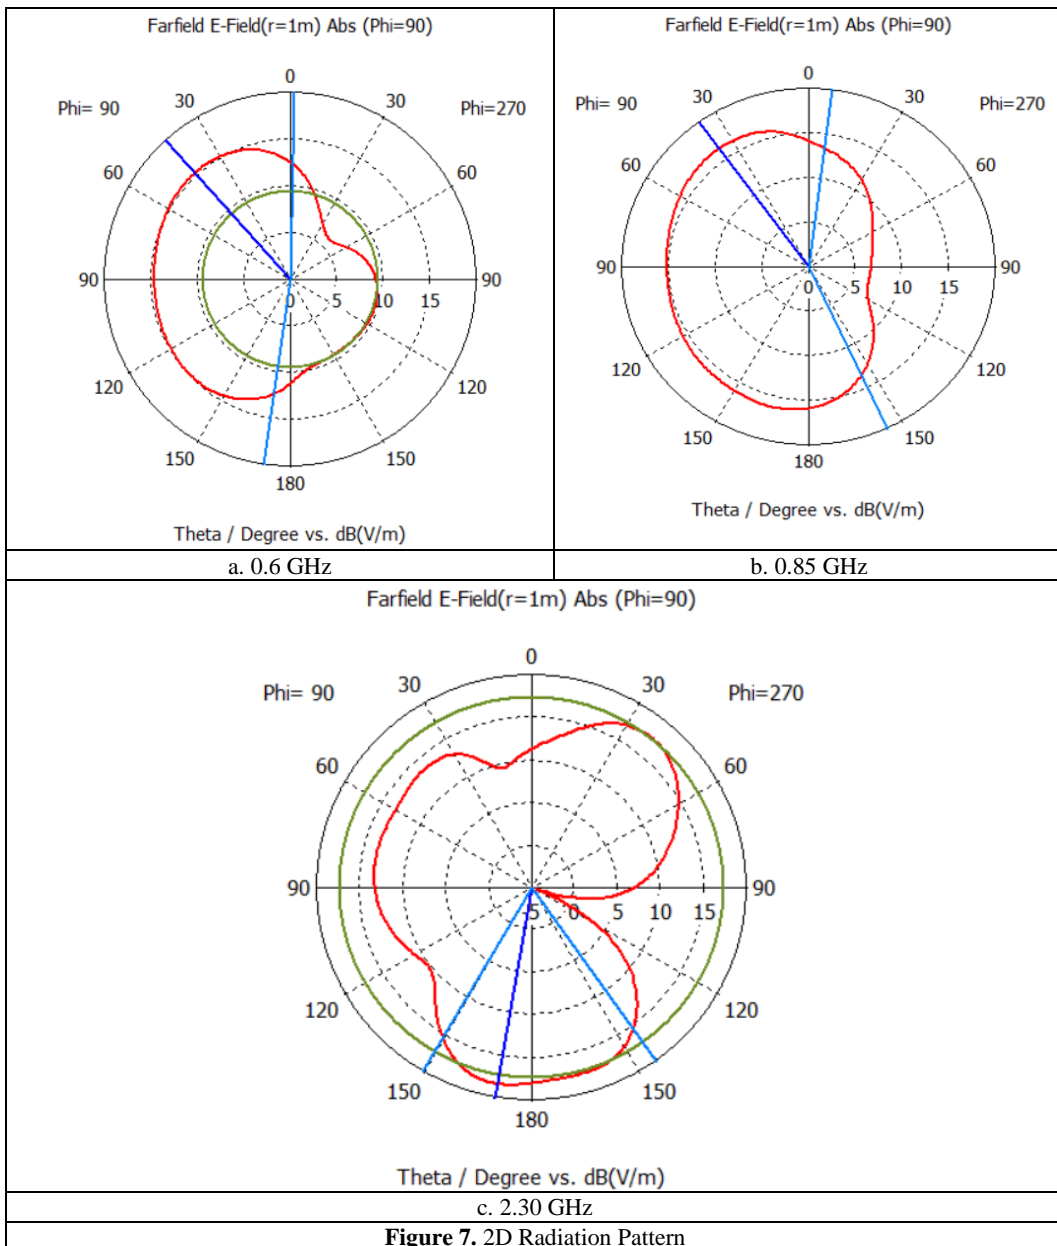 Farfield E-Field(r=1m) Abs (Phi=90)
0
Phi= 90 30 30 Phi=270
60 60
90 0 5 10 15 90
120 120
150 150
180
Theta / Degree vs. dB(V/m)
a. 0.6 GHz
Farfield E-Field(r=1m) Abs (Phi=90)
0
Phi= 90 30 30 Phi=270
60 60
90 0 5 10 15 90
120 120
150 150
180
Theta / Degree vs. dB(V/m)
b. 0.85 GHz
Farfield E-Field(r=1m) Abs (Phi=90)
0
Phi= 90 30 30 Phi=270
60 60
90 -5 0 5 10 15 90
120 120
150 150
180
Theta / Degree vs. dB(V/m)
c. 2.30 GHz
Figure 7. 2D Radiation Pattern